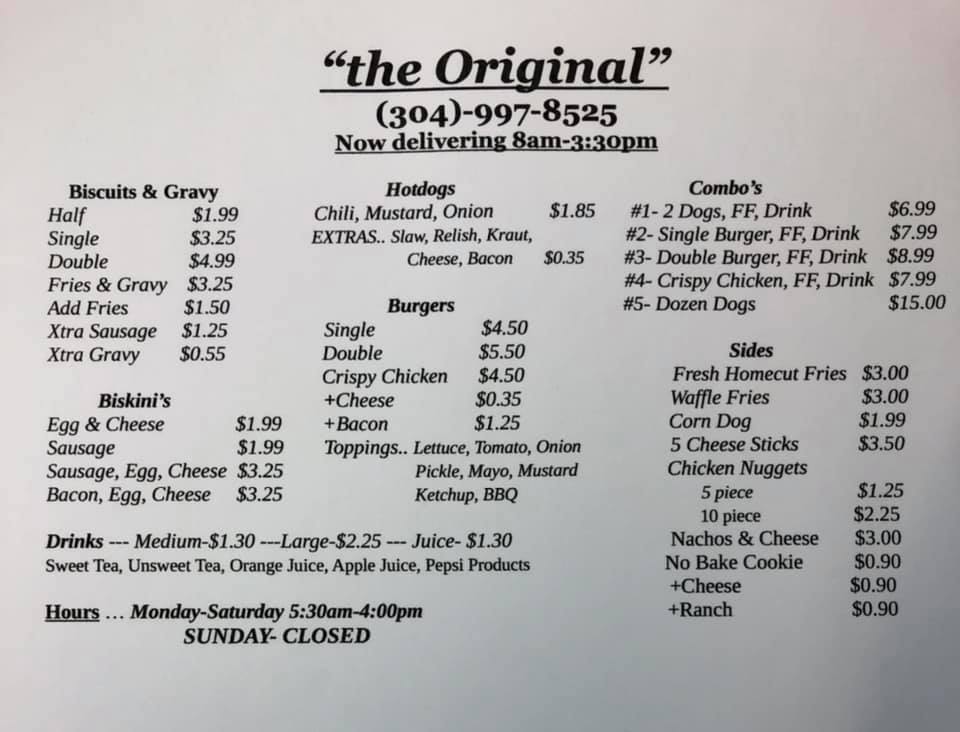 “the Original”
(304)-997-8525
Now delivering 8am-3:30pm
Biscuits & Gravy
Half $1.99
Single $3.25
Double $4.99
Fries & Gravy $3.25
Add Fries $1.50
Xtra Sausage $1.25
Xtra Gravy $0.55
Biskini’s
Egg & Cheese $1.99
Sausage $1.99
Sausage, Egg, Cheese $3.25
Bacon, Egg, Cheese $3.25
Hotdogs
Chili, Mustard, Onion $1.85
EXTRAS.. Slaw, Relish, Kraut,
Cheese, Bacon $0.35
Burgers
Single $4.50
Double $5.50
Crispy Chicken $4.50
+Cheese $0.35
+Bacon $1.25
Toppings.. Lettuce, Tomato, Onion
Pickle, Mayo, Mustard
Ketchup, BBQ
Combo’s
#1- 2 Dogs, FF, Drink $6.99
#2- Single Burger, FF, Drink $7.99
#3- Double Burger, FF, Drink $8.99
#4- Crispy Chicken, FF, Drink $7.99
#5- Dozen Dogs $15.00
Sides
Fresh Homecut Fries $3.00
Waffle Fries $3.00
Corn Dog $1.99
5 Cheese Sticks $3.50
Chicken Nuggets
5 piece $1.25
10 piece $2.25
Nachos & Cheese $3.00
No Bake Cookie $0.90
+Cheese $0.90
+Ranch $0.90
Drinks --- Medium-$1.30 ---Large-$2.25 --- Juice- $1.30
Sweet Tea, Unsweet Tea, Orange Juice, Apple Juice, Pepsi Products
Hours … Monday-Saturday 5:30am-4:00pm
SUNDAY- CLOSED